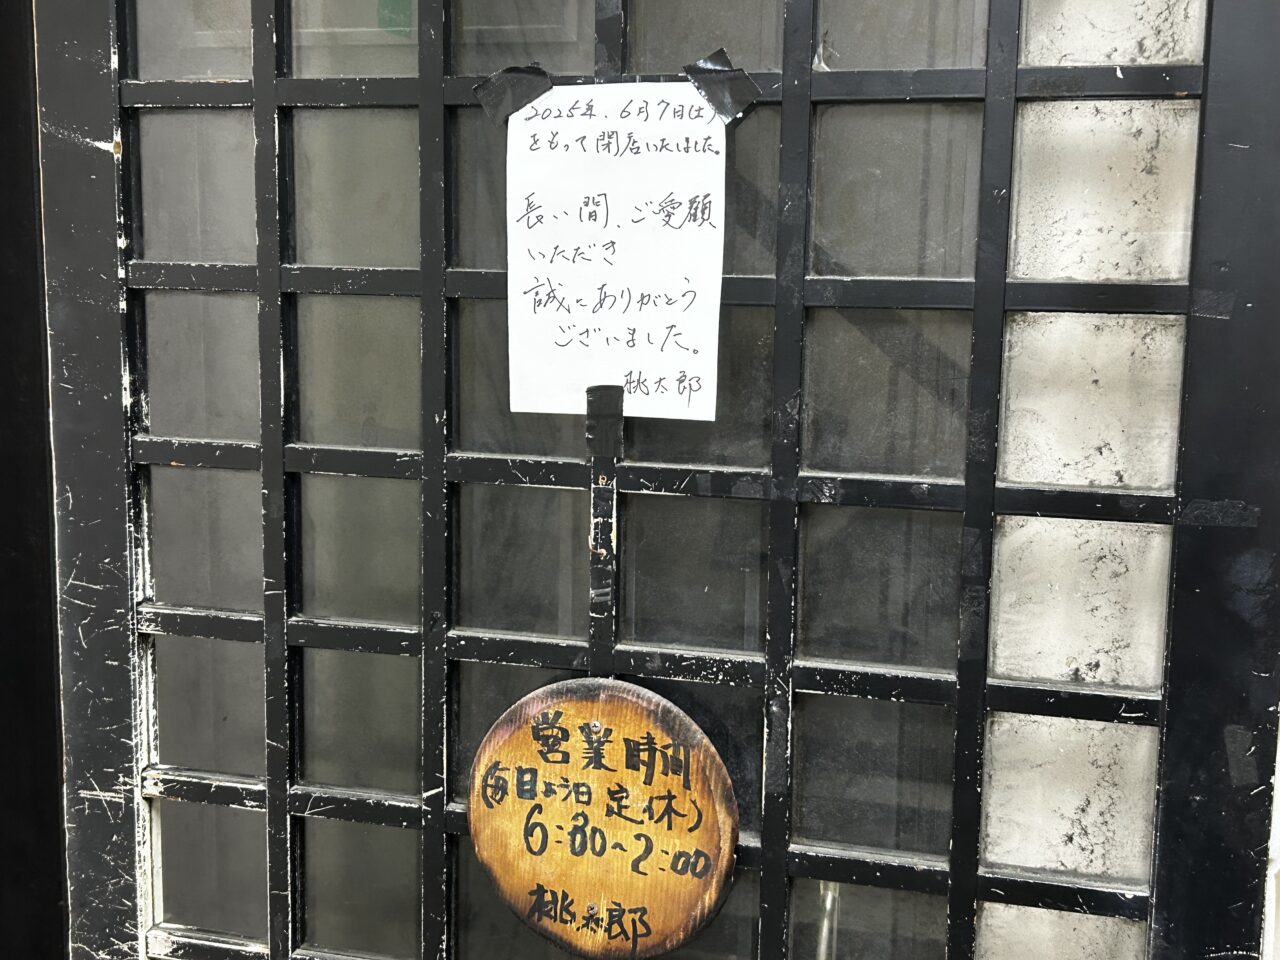 2025年、6月7日(土)
をもって閉店いたしました。
長い間、ご愛顧
いただき
誠にありがとう
ございました。
桃太郎
営業時間
(毎日よう日定休)
6:30~2:00
桃太郎